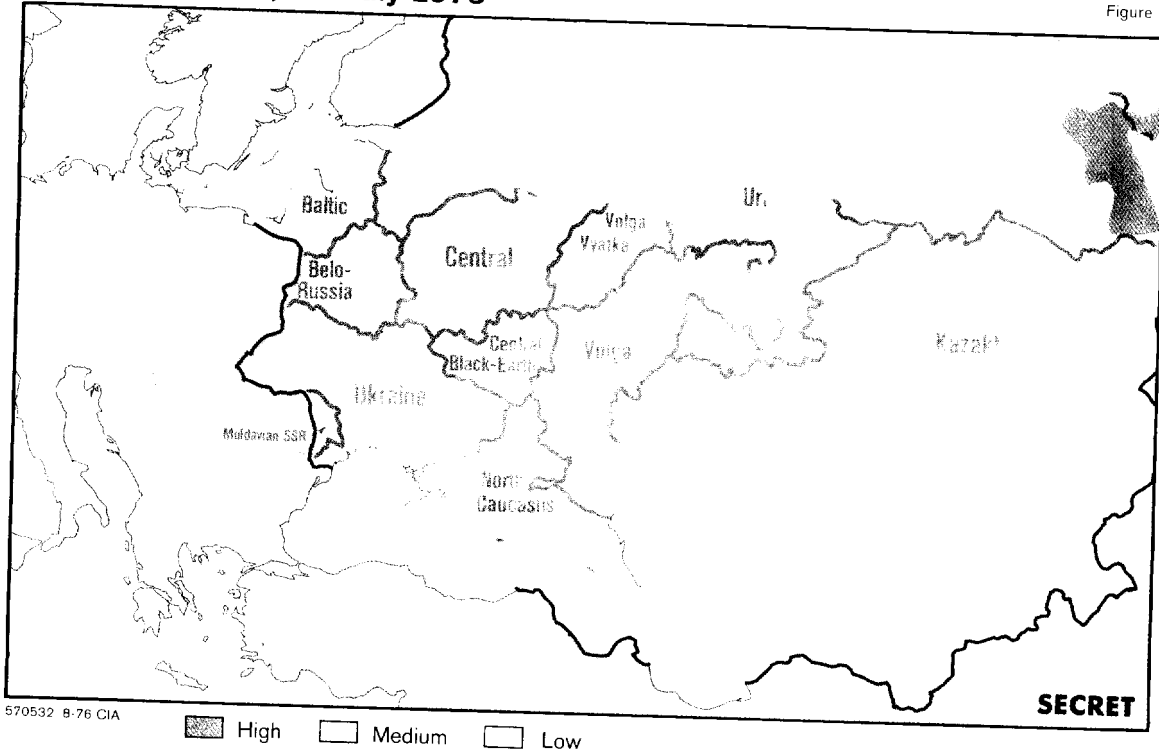 Figure
Baltic
Ur
Volga
Vyatka
Central
Belo-
Russia
Central
Black-Earth
Volga
Kazakh
Ukraine
Moldavian SSR
North
Caucasus
SECRET
570532 8-76 CIA
High
Medium
Low